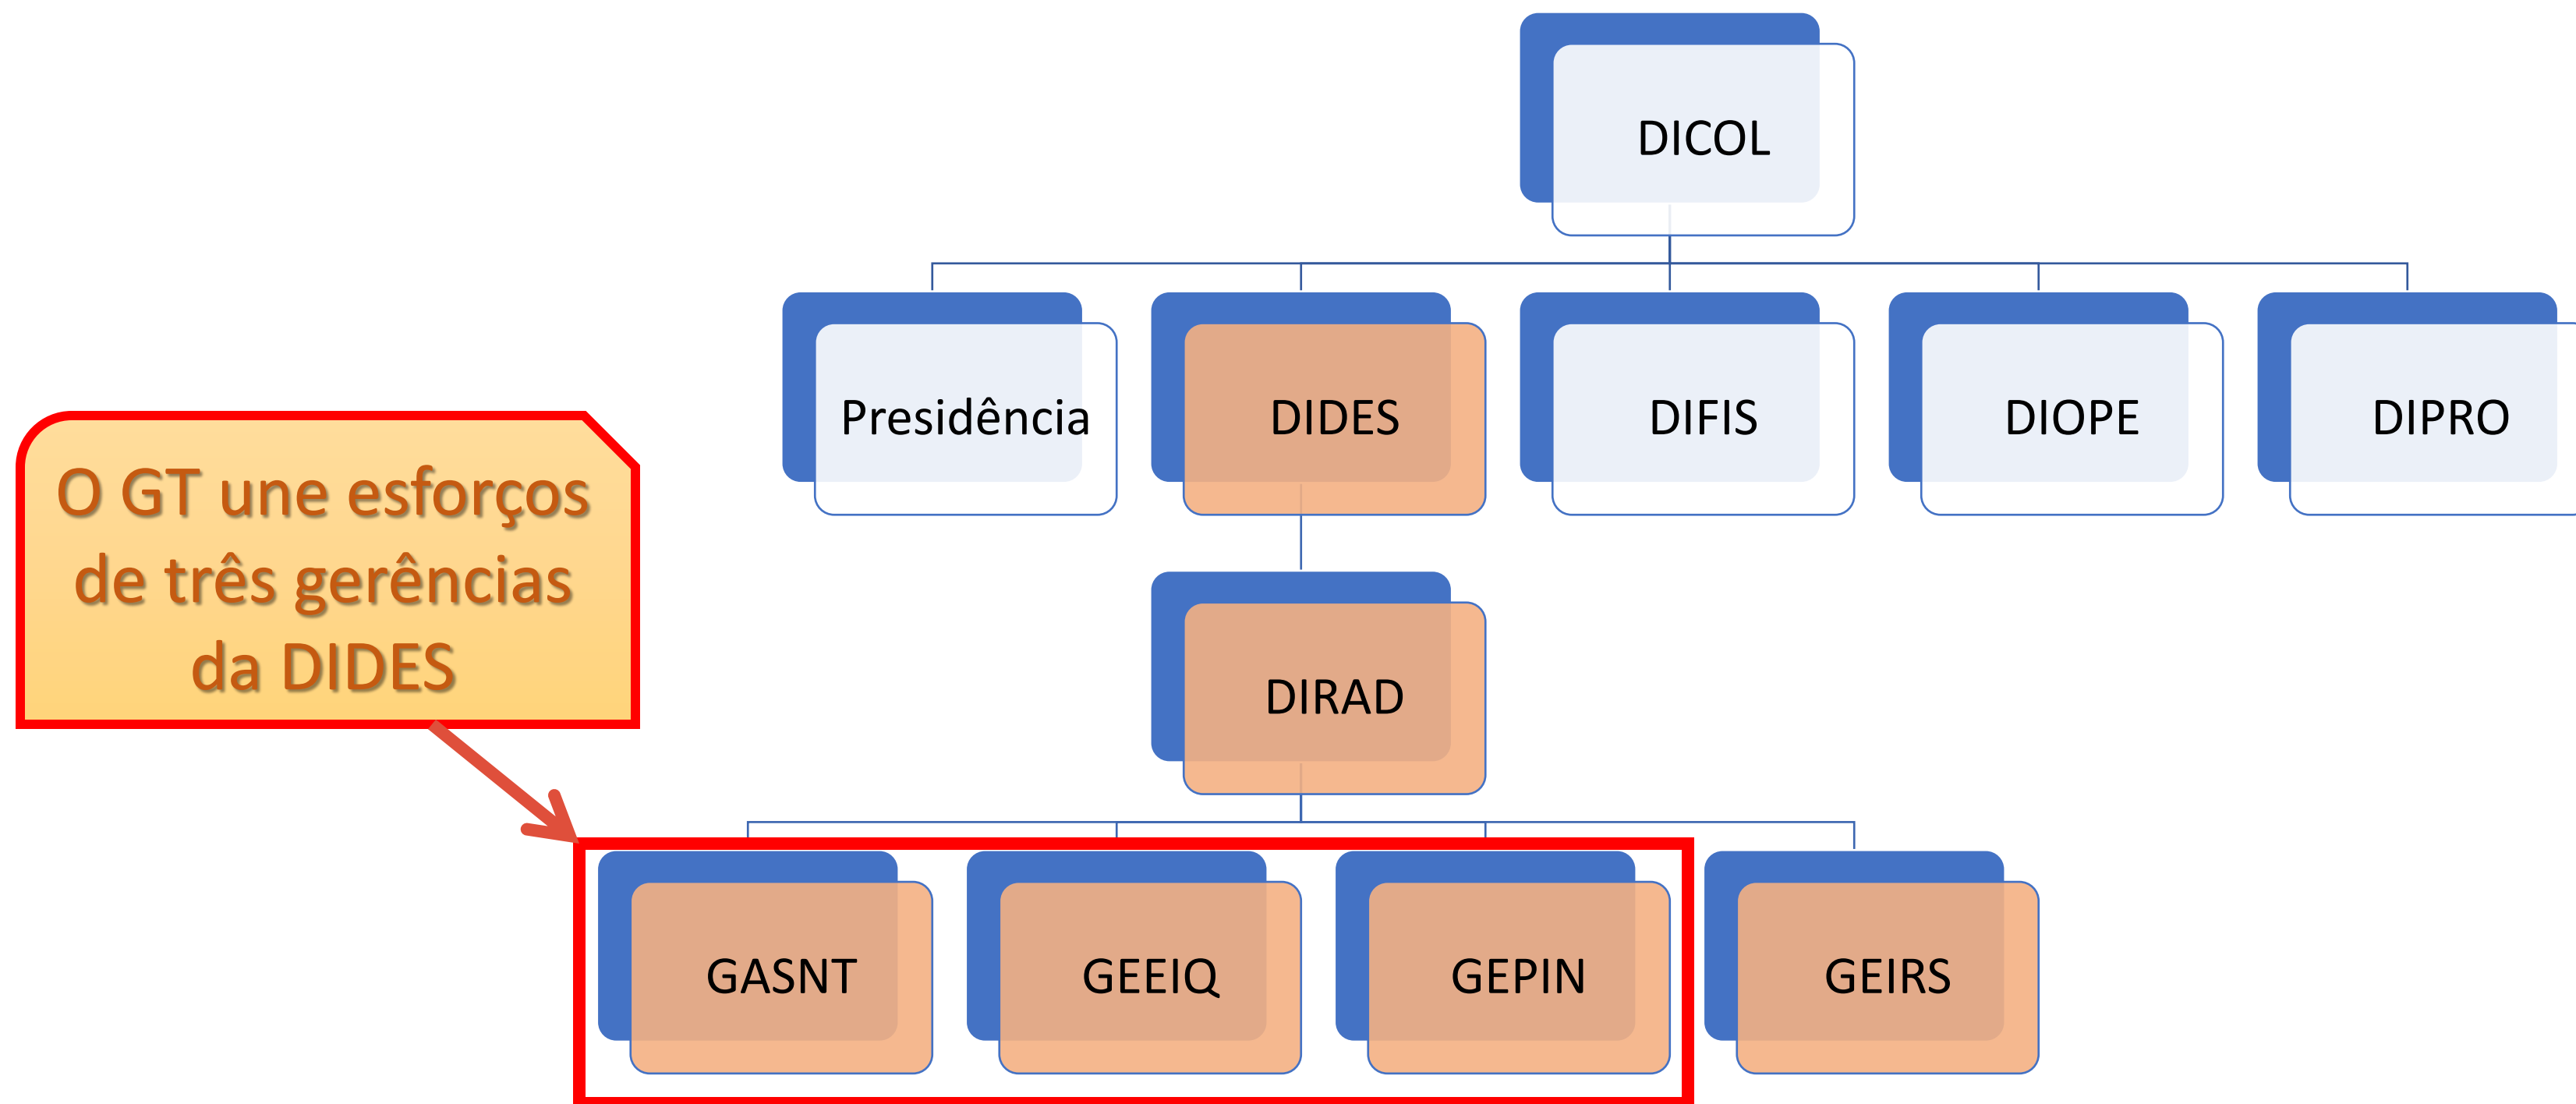 DICOL
Presidência
DIDES
DIFIS
DIOPE
DIPRO
O GT une esforços
de três gerências
da DIDES
DIRAD
GASNT
GEEIQ
GEPIN
GEIRS